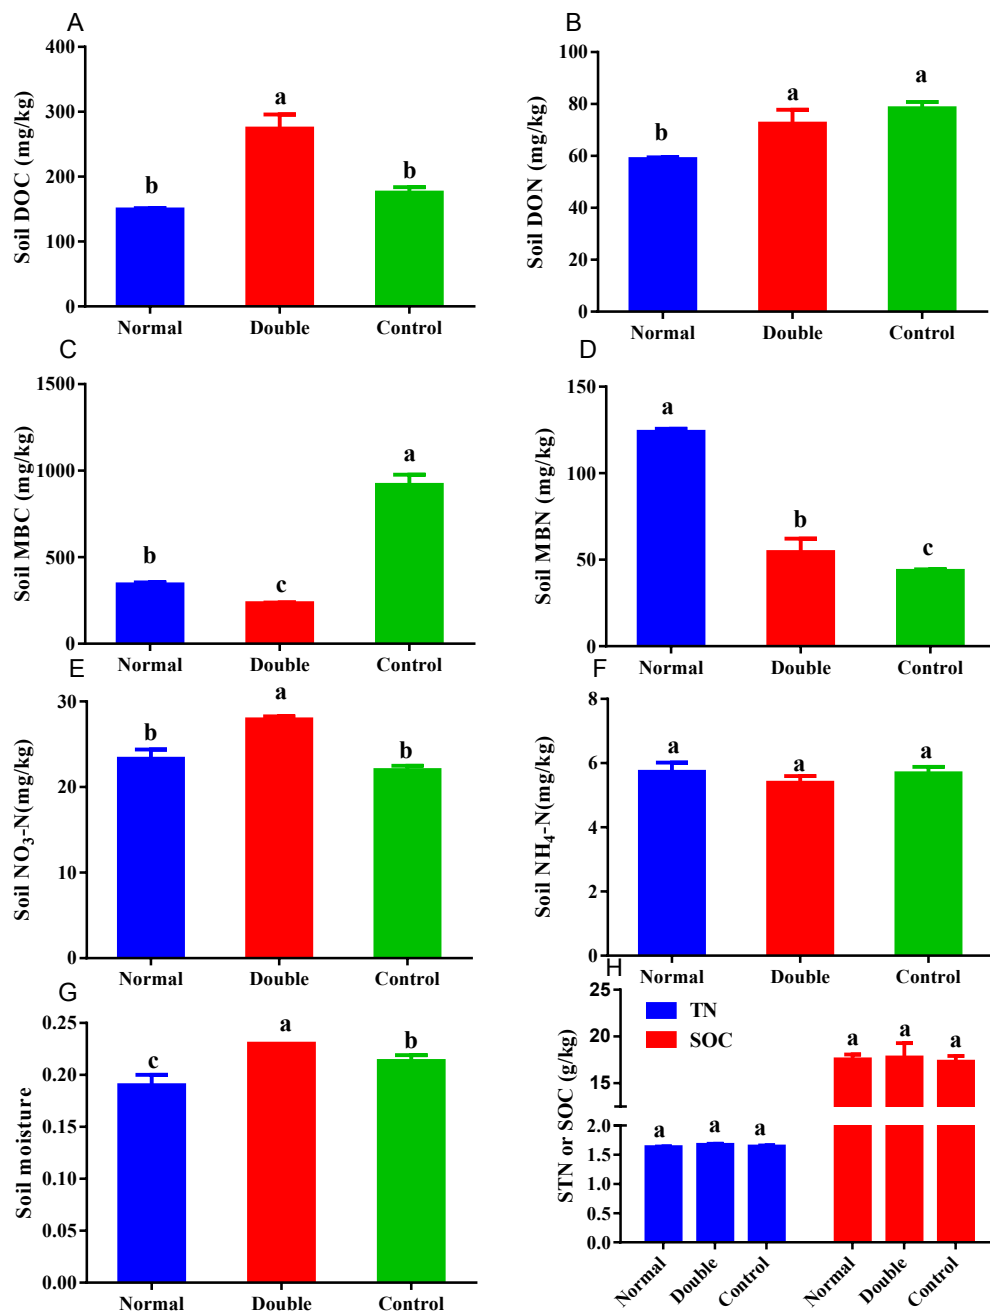 A
Soil DOC (mg/kg)
400
300
200
100
0
b
a
b
Normal Double Control
B
Soil DON (mg/kg)
100
80
60
40
20
0
b
a
a
Normal Double Control
C
Soil MBC (mg/kg)
1500
1000
500
0
b
c
a
Normal Double Control
D
Soil MBN (mg/kg)
150
100
50
0
a
b
c
Normal Double Control
E
Soil NO3-N(mg/kg)
30
20
10
0
b
a
b
Normal Double Control
F
Soil NH4-N(mg/kg)
8
6
4
2
0
a
a
a
Normal Double Control
G
Soil moisture
0.25
0.20
0.15
0.10
0.05
0.00
c
a
b
Normal Double Control
H
STN or SOC (g/kg)
25
20
15
2.0
1.5
1.0
0.5
0.0
TN
SOC
a
a
a
a
a
a
Normal Double Control Normal Double Control